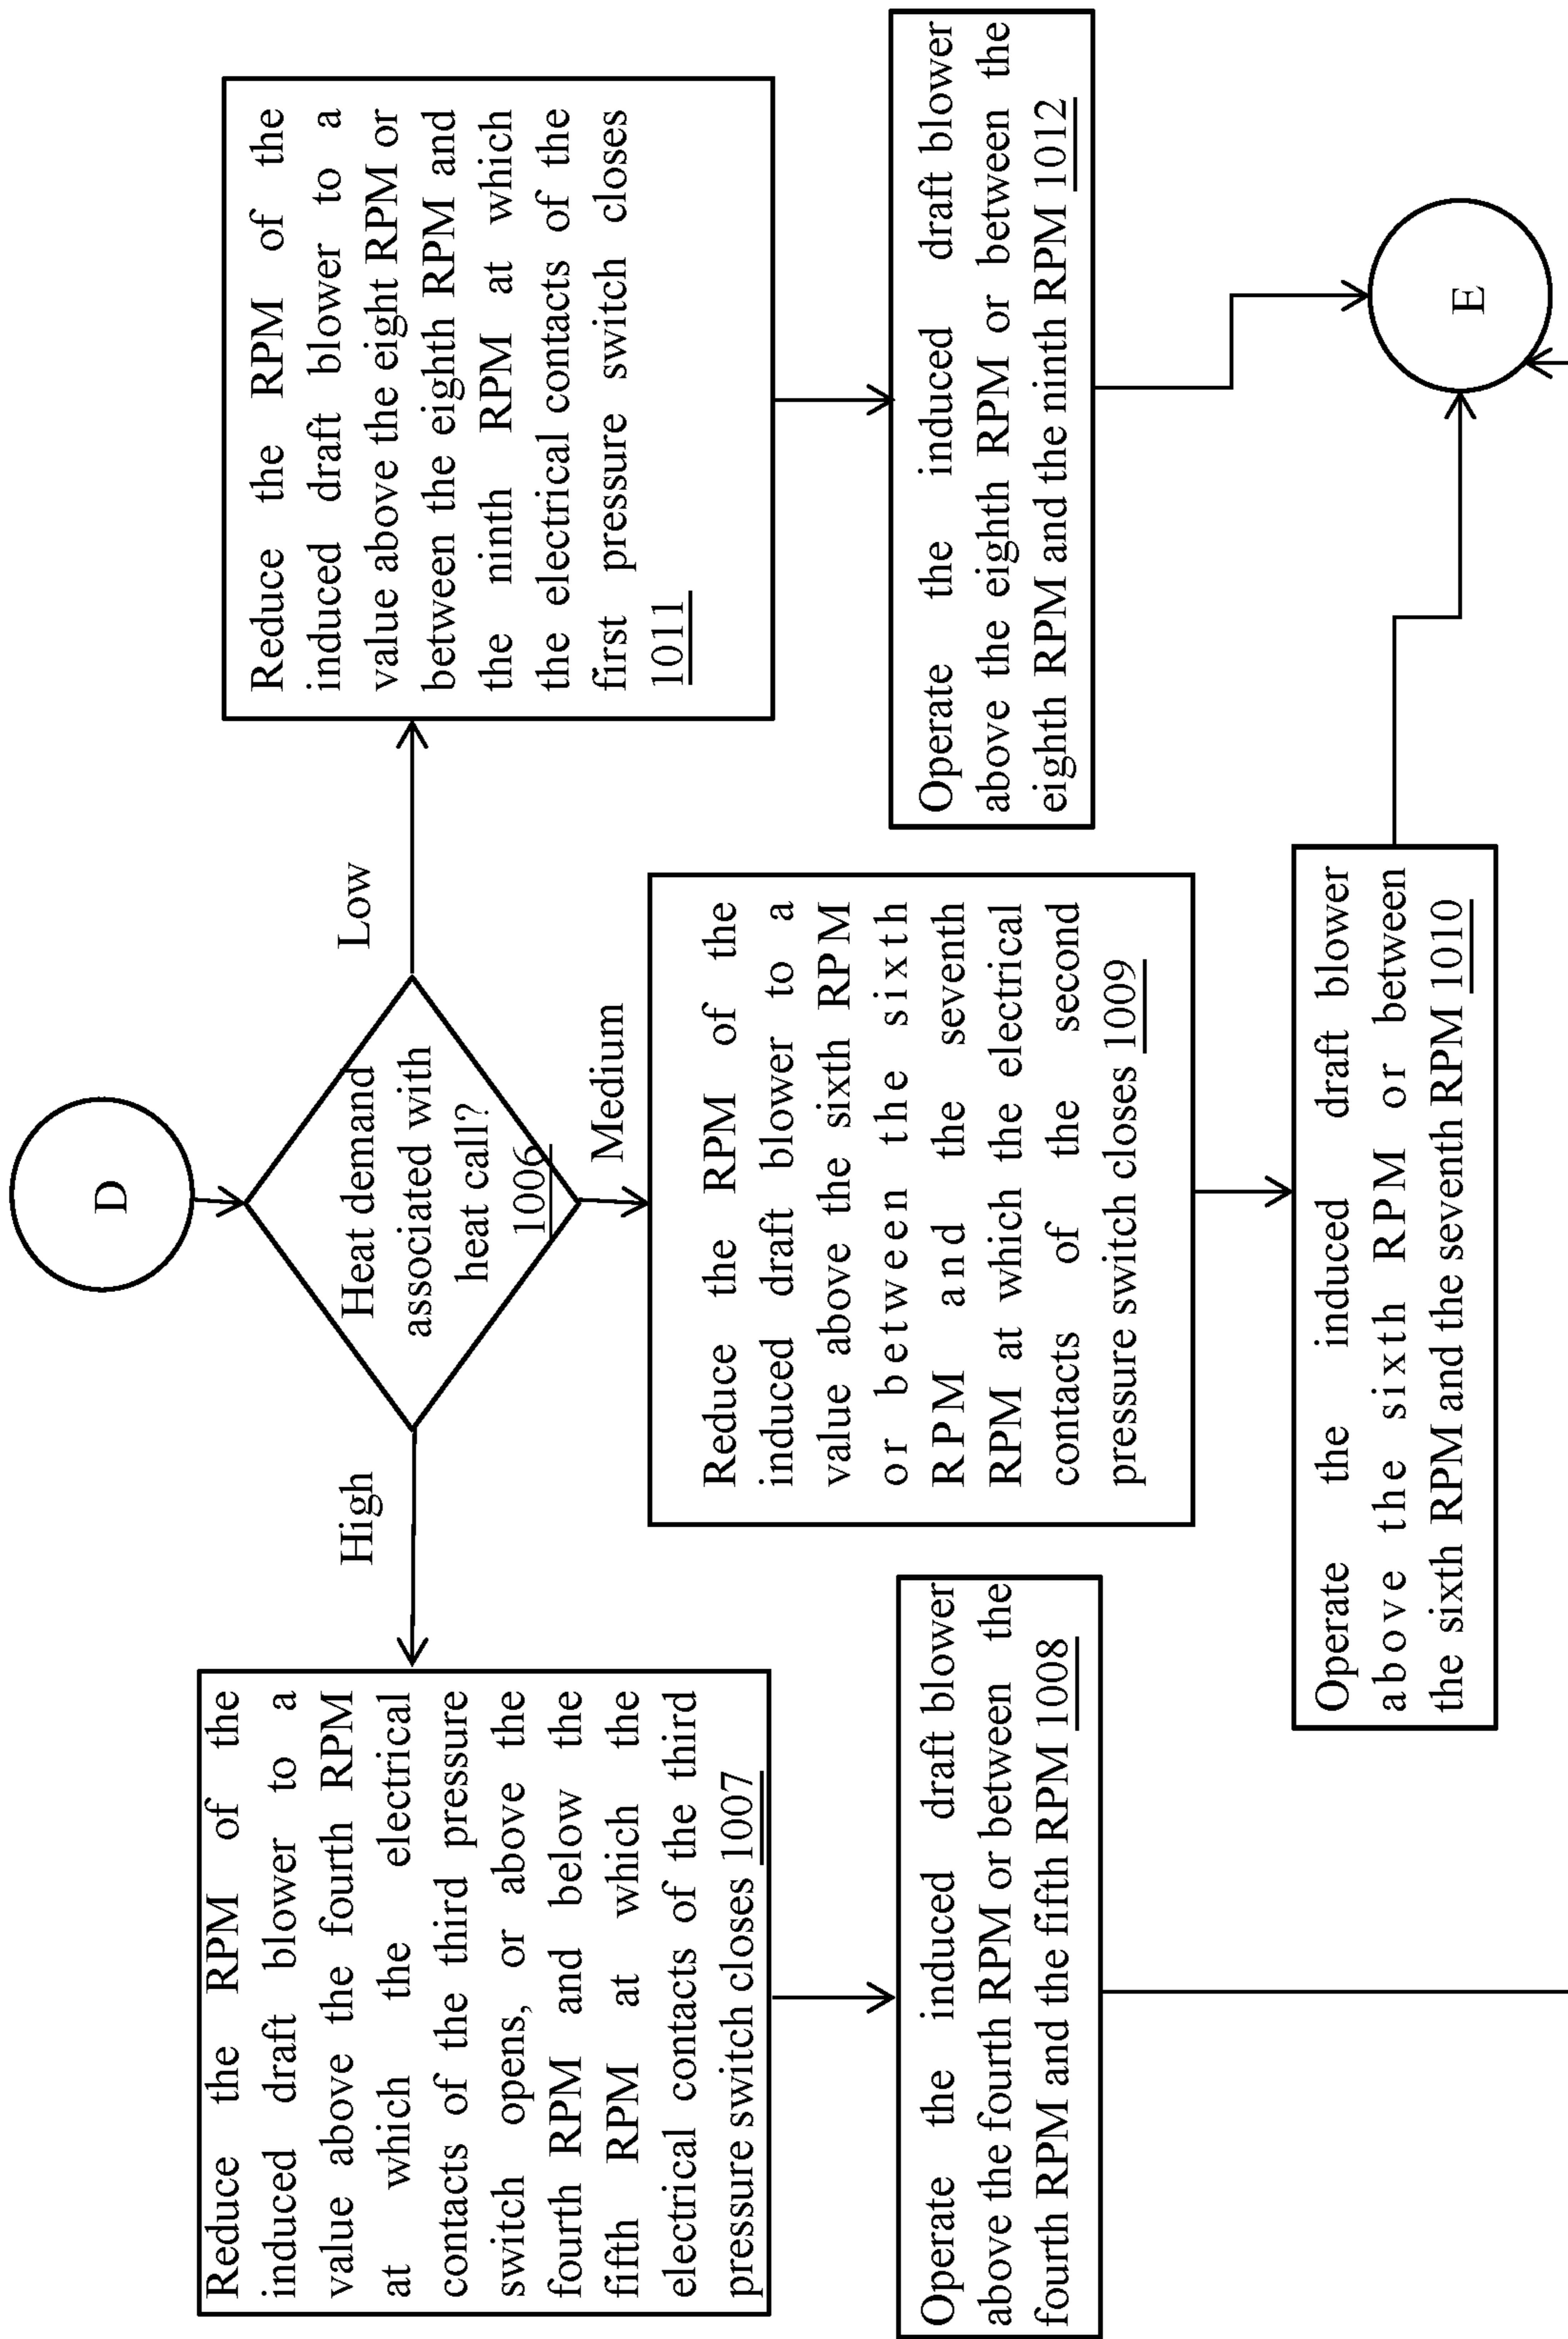 D
Heat demand
associated with
heat call?
1006
High
Medium
Low
Reduce the RPM of the
induced draft blower to a
value above the fourth RPM
at which the electrical
contacts of the third pressure
switch opens, or above the
fourth RPM and below the
fifth RPM at which the
electrical contacts of the third
pressure switch closes 1007
Operate the induced draft blower
above the fourth RPM or between the
fourth RPM and the fifth RPM 1008
Reduce the RPM of the
induced draft blower to a
value above the sixth RPM
or between the sixth
RPM and the seventh
RPM at which the electrical
contacts of the second
pressure switch closes 1009
Operate the induced draft blower
above the sixth RPM or between
the sixth RPM and the seventh RPM 1010
Reduce the RPM of the
induced draft blower to a
value above the eight RPM or
between the eighth RPM and
the ninth RPM at which
the electrical contacts of the
first pressure switch closes
1011
Operate the induced draft blower
above the eighth RPM or between the
eighth RPM and the ninth RPM 1012
E